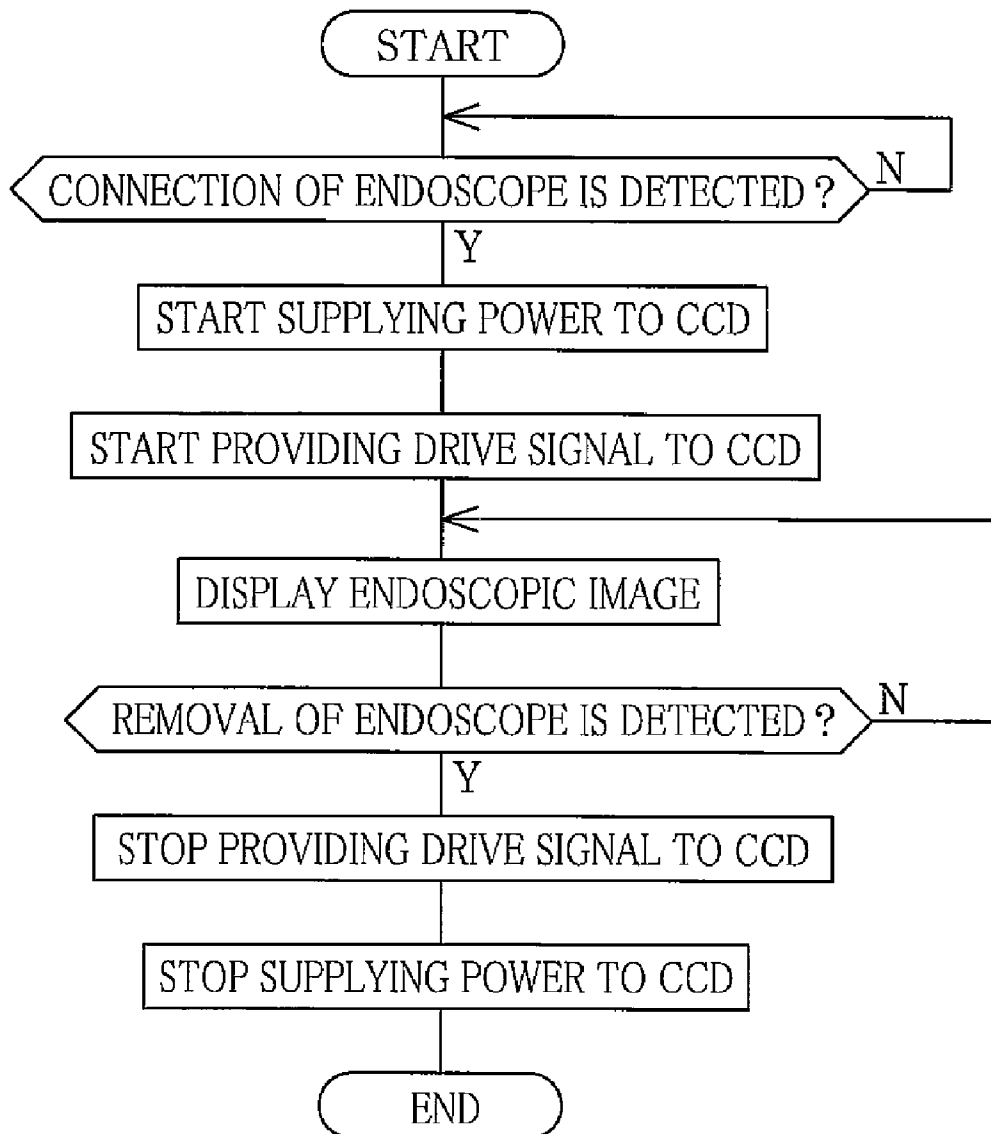 START
CONNECTION OF ENDOSCOPE IS DETECTED ?
N
Y
START SUPPLYING POWER TO CCD
START PROVIDING DRIVE SIGNAL TO CCD
DISPLAY ENDOSCOPIC IMAGE
REMOVAL OF ENDOSCOPE IS DETECTED ?
N
Y
STOP PROVIDING DRIVE SIGNAL TO CCD
STOP SUPPLYING POWER TO CCD
END